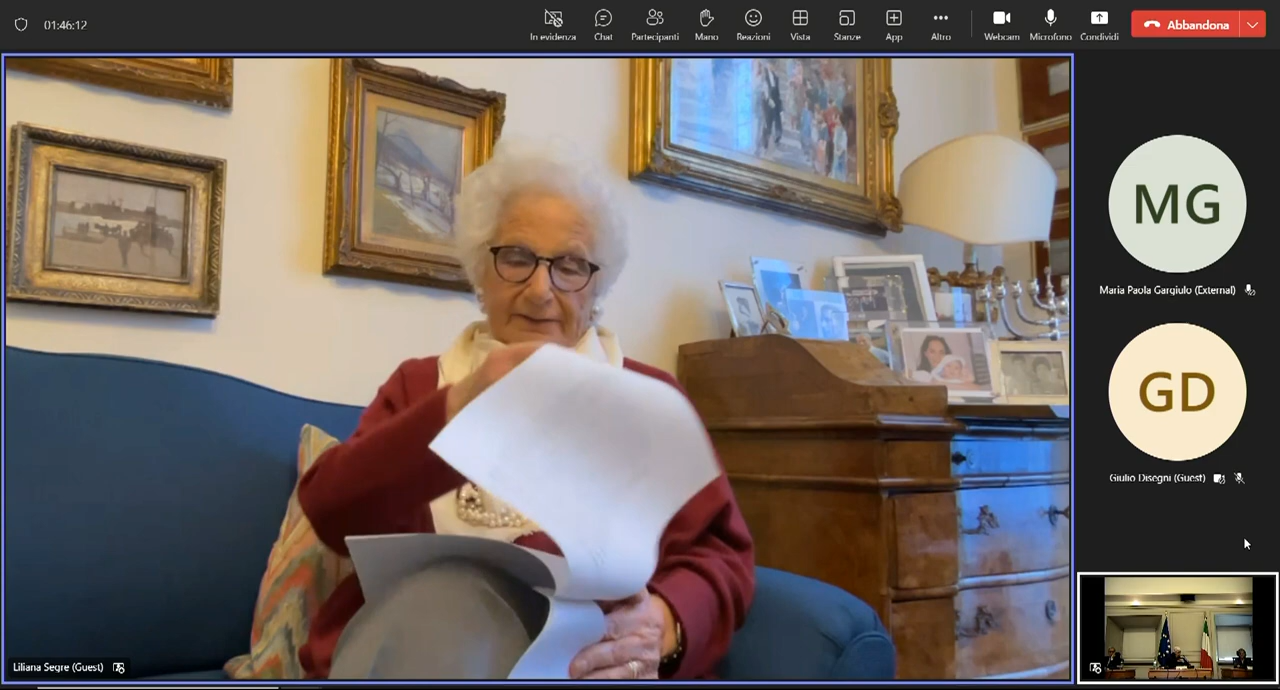 01:46:12
In evidenza Chat Partecipanti Mano Reazioni Vista Stanze App Altro Webcam Microfono Condividi Abbandona
MG
Maria Paola Gargiulo (External)
GD
Giulio Disegni (Guest)
Liliana Segre (Guest)